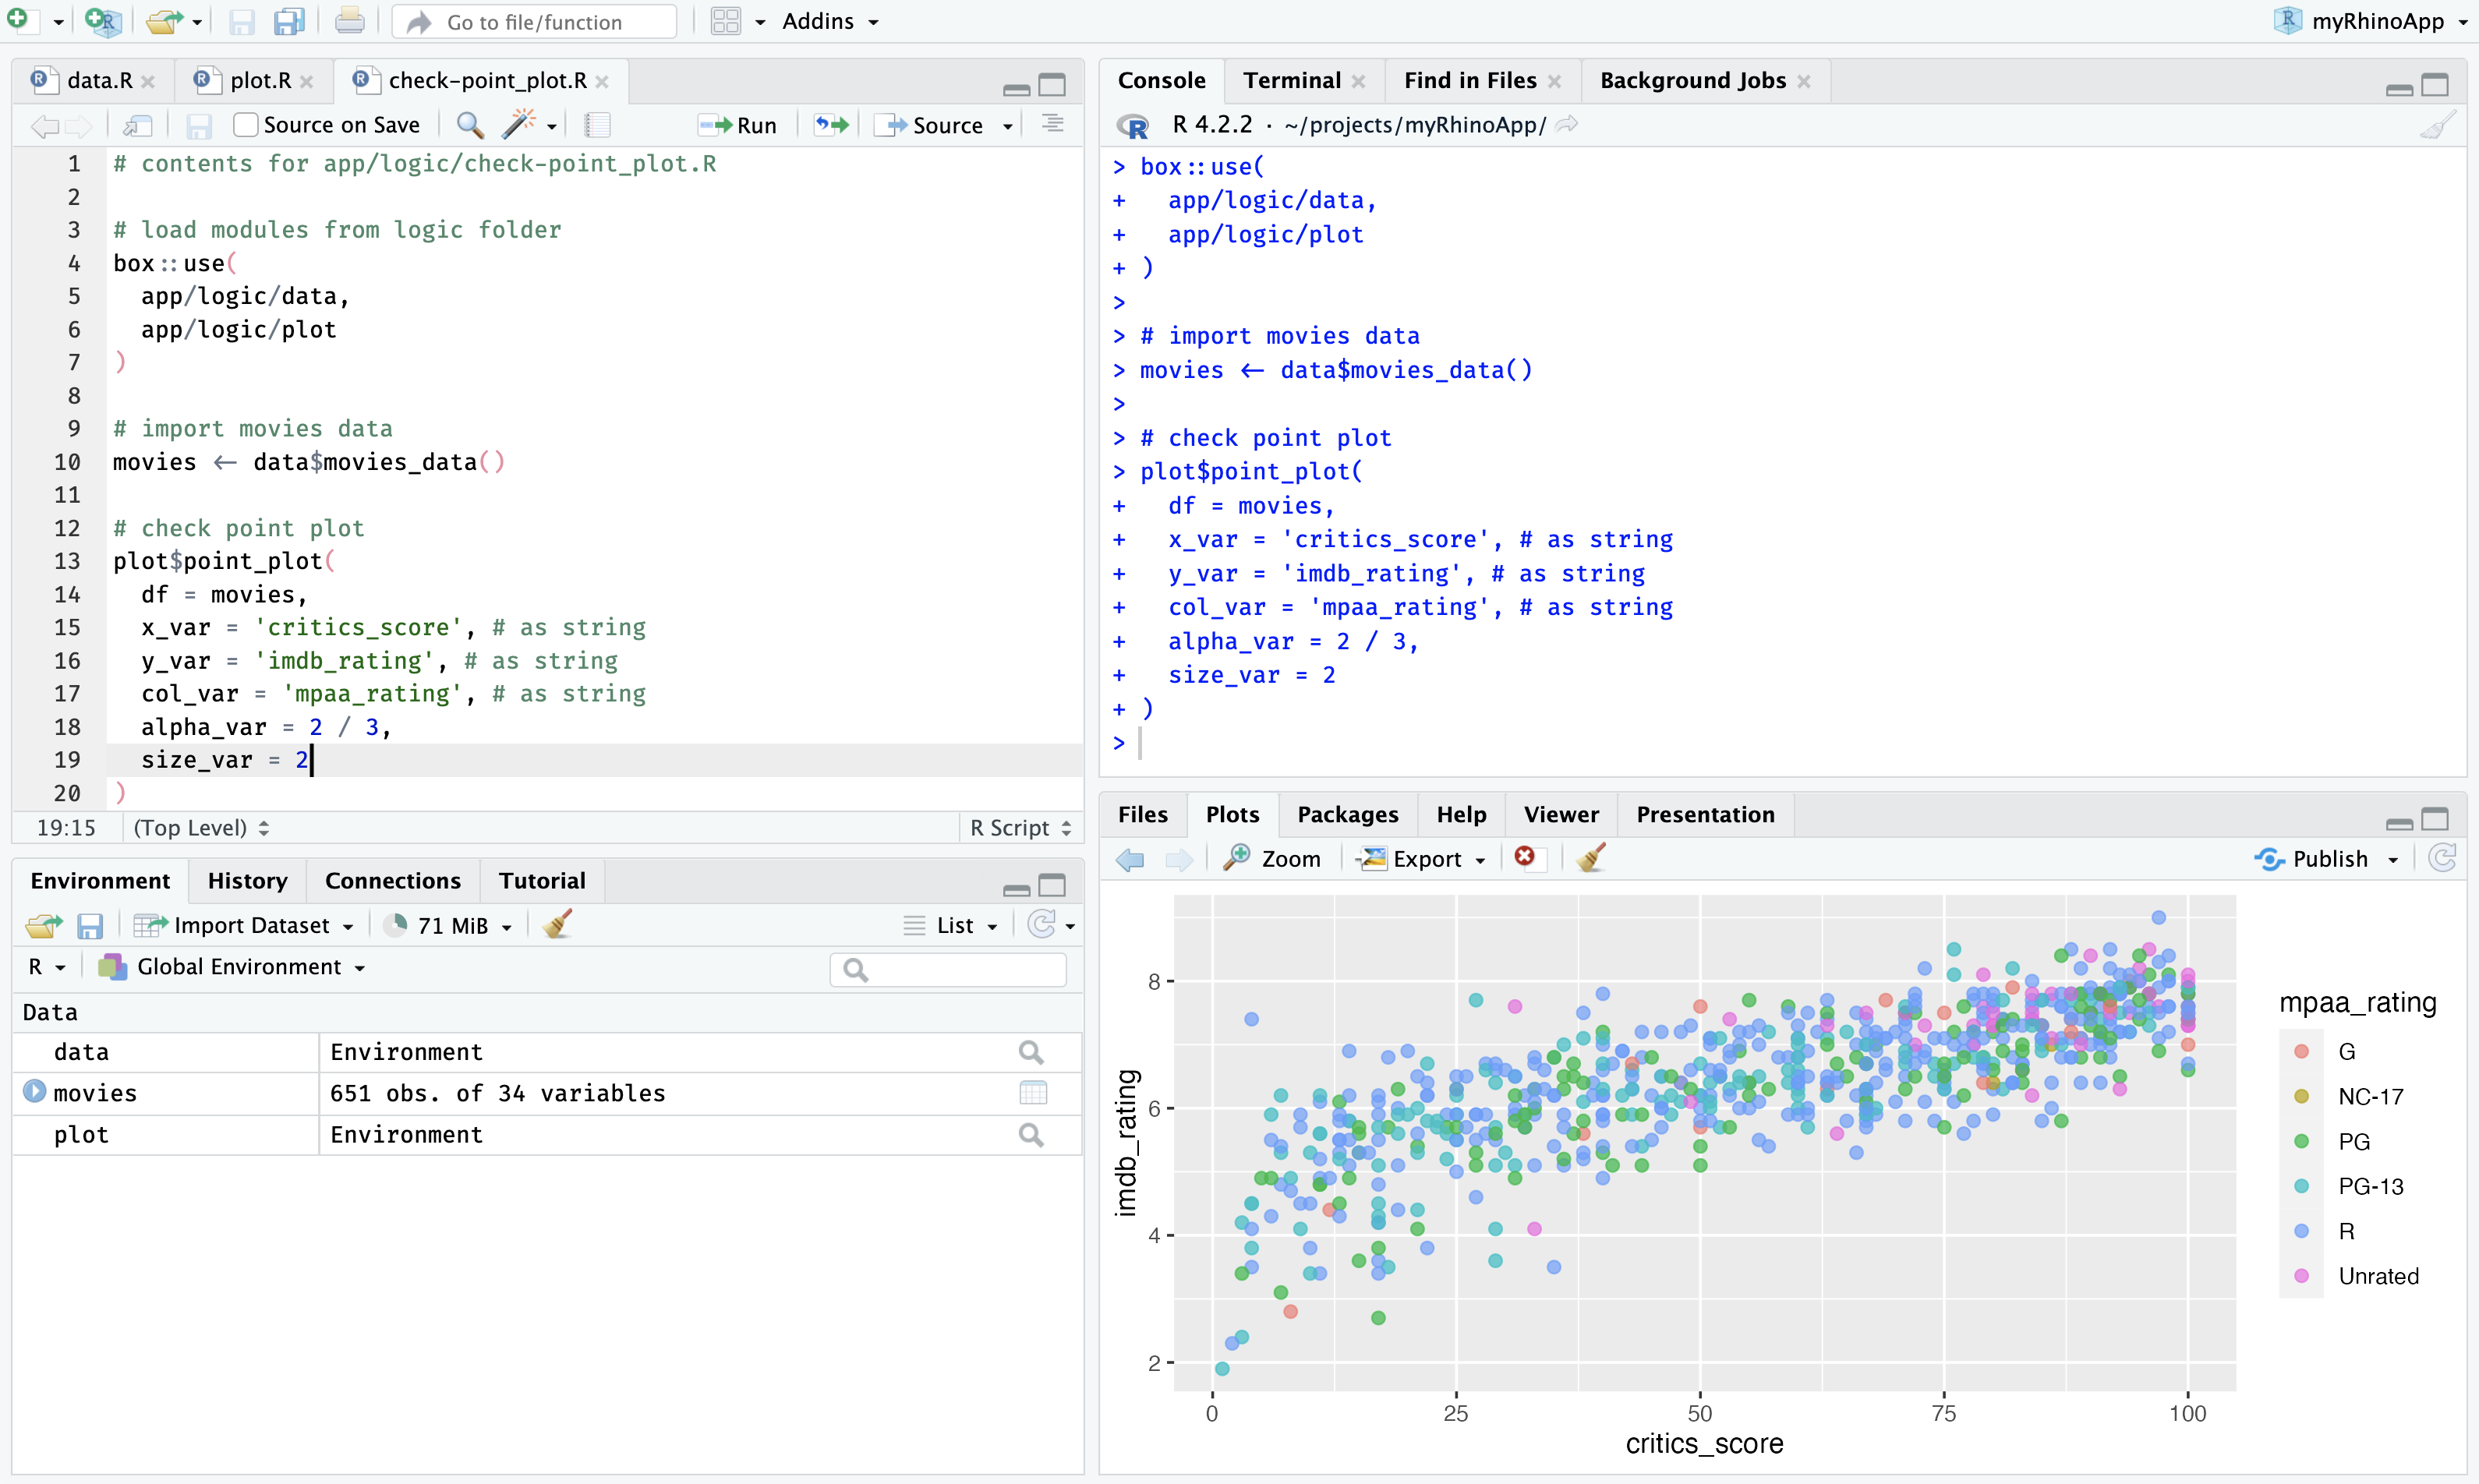 Go to file/function
Addins
myRhinoApp
data.R
plot.R
check-point_plot.R
Source on Save
Run
Source
1 # contents for app/logic/check-point_plot.R
2
3 # load modules from logic folder
4 box::use(
5   app/logic/data,
6   app/logic/plot
7 )
8
9 # import movies data
10 movies <- data$movies_data()
11
12 # check point plot
13 plot$point_plot(
14   df = movies,
15   x_var = 'critics_score', # as string
16   y_var = 'imdb_rating', # as string
17   col_var = 'mpaa_rating', # as string
18   alpha_var = 2 / 3,
19   size_var = 2
20 )
19:15 (Top Level) R Script
Environment History Connections Tutorial
Import Dataset 71 MiB List
R Global Environment
Data
data Environment
movies 651 obs. of 34 variables
plot Environment
Console Terminal Find in Files Background Jobs
R 4.2.2 · ~/projects/myRhinoApp/
> box::use(
+   app/logic/data,
+   app/logic/plot
+ )
>
> # import movies data
> movies <- data$movies_data()
>
> # check point plot
> plot$point_plot(
+   df = movies,
+   x_var = 'critics_score', # as string
+   y_var = 'imdb_rating', # as string
+   col_var = 'mpaa_rating', # as string
+   alpha_var = 2 / 3,
+   size_var = 2
+ )
>
Files Plots Packages Help Viewer Presentation
Zoom Export Publish
imdb_rating
8
6
4
2
0 25 50 75 100
critics_score
mpaa_rating
G
NC-17
PG
PG-13
R
Unrated